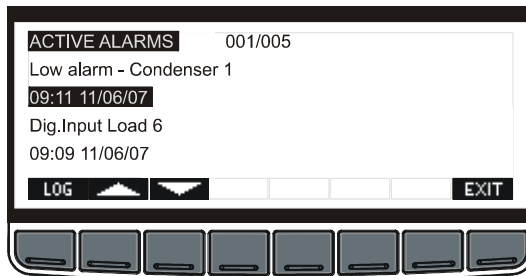 ACTIVE ALARMS 001/005
Low alarm - Condenser 1
09:11 11/06/07
Dig.Input Load 6
09:09 11/06/07
LOG EXIT